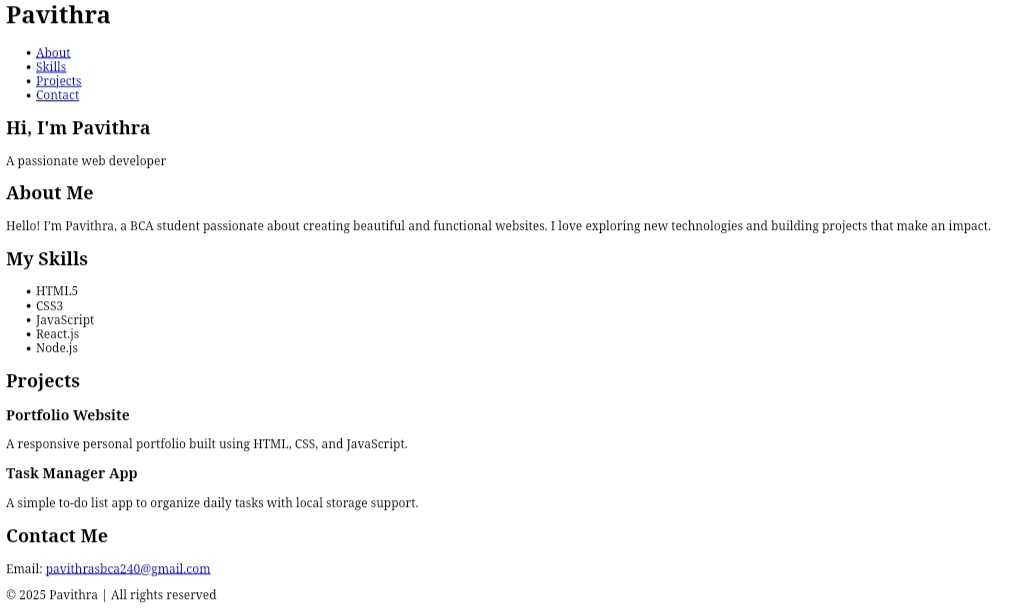 Pavithra
• About
• Skills
• Projects
• Contact
Hi, I'm Pavithra
A passionate web developer
About Me
Hello! I'm Pavithra, a BCA student passionate about creating beautiful and functional websites. I love exploring new technologies and building projects that make an impact.
My Skills
• HTML5
• CSS3
• JavaScript
• React.js
• Node.js
Projects
Portfolio Website
A responsive personal portfolio built using HTML, CSS, and JavaScript.
Task Manager App
A simple to-do list app to organize daily tasks with local storage support.
Contact Me
Email: pavithrasbca240@gmail.com
© 2025 Pavithra | All rights reserved